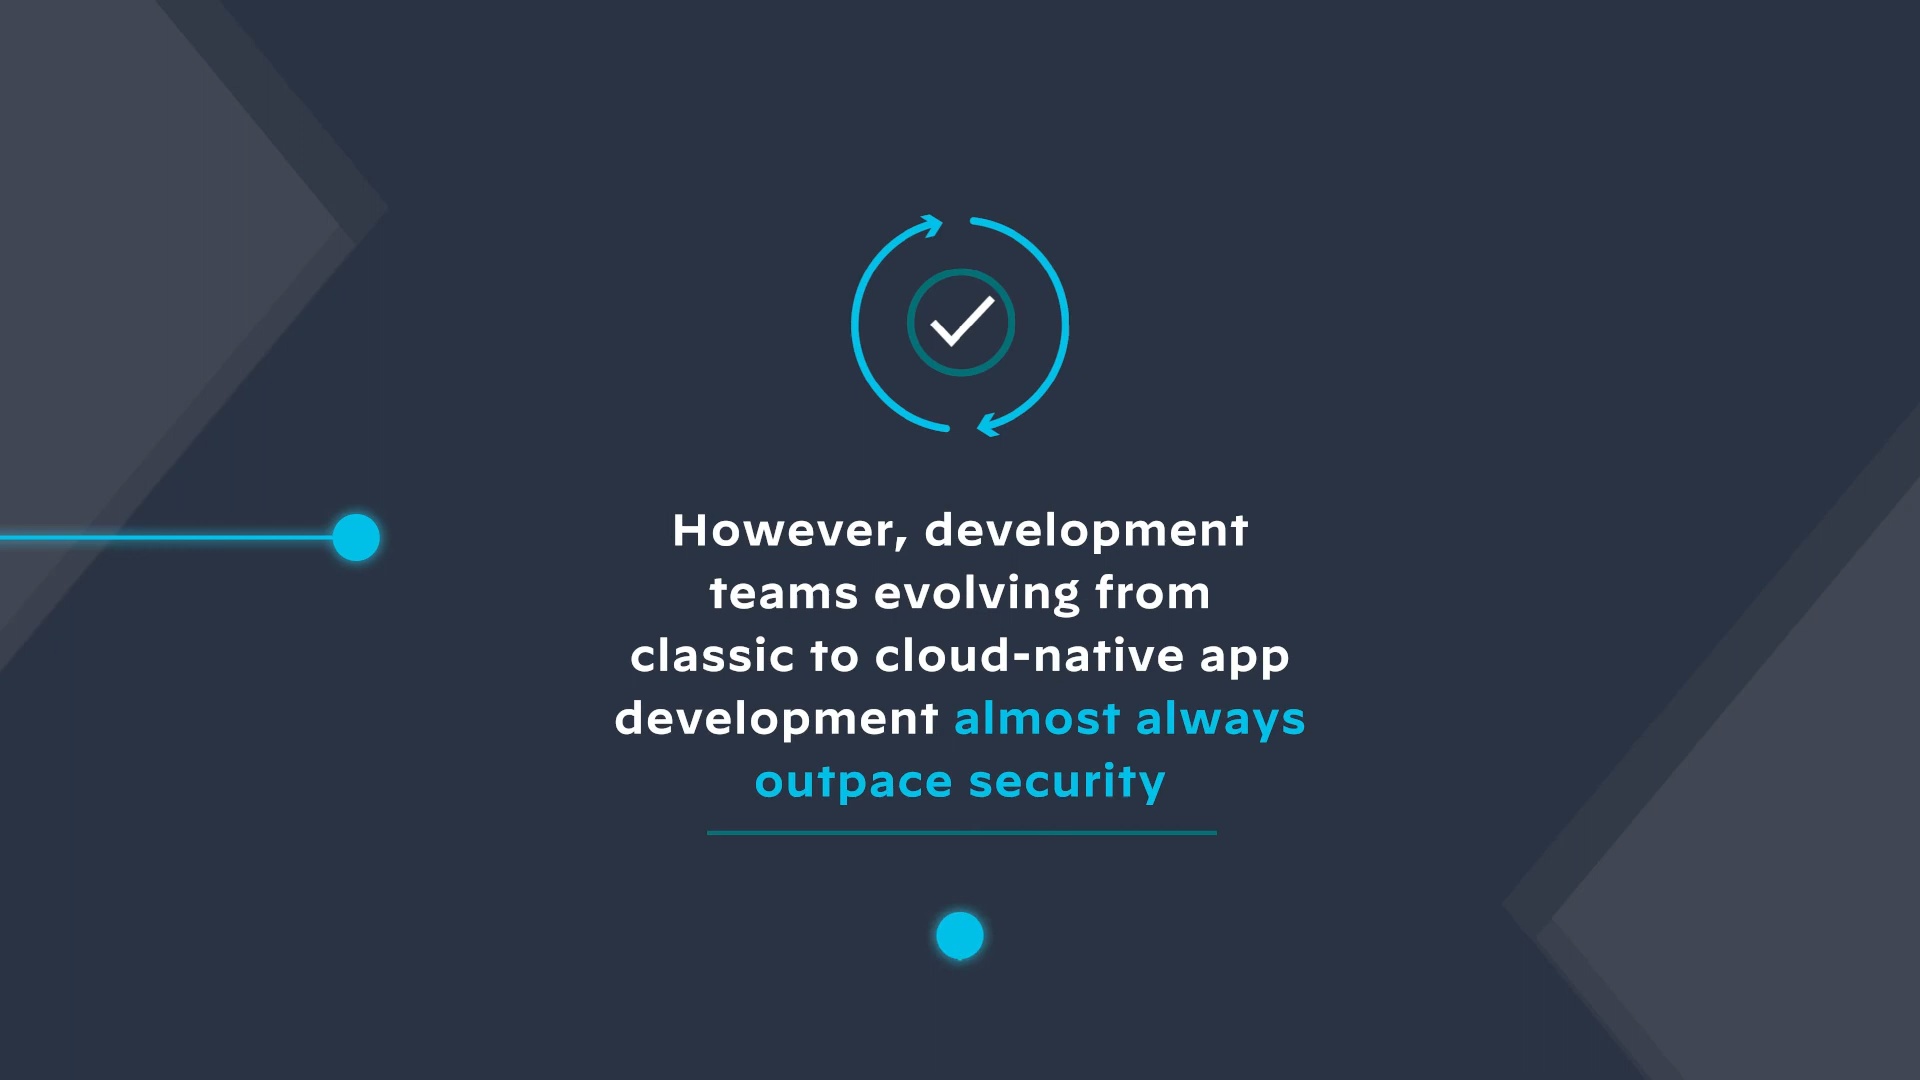 However, development
teams evolving from
classic to cloud-native app
development almost always
outpace security